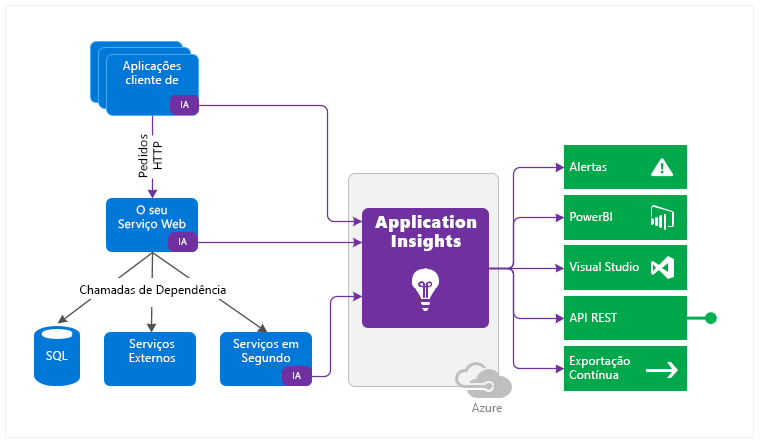 Aplicações
cliente de
IA
Pedidos
HTTP
O seu
Serviço Web
IA
Chamadas de Dependência
SQL
Serviços
Externos
Serviços em
Segundo
IA
Application
Insights
Azure
Alertas
PowerBI
Visual Studio
API REST
Exportação
Contínua